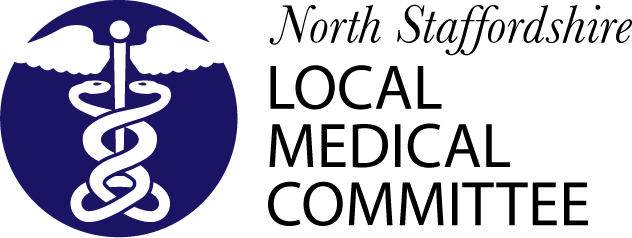 North Staffordshire
LOCAL
MEDICAL
COMMITTEE